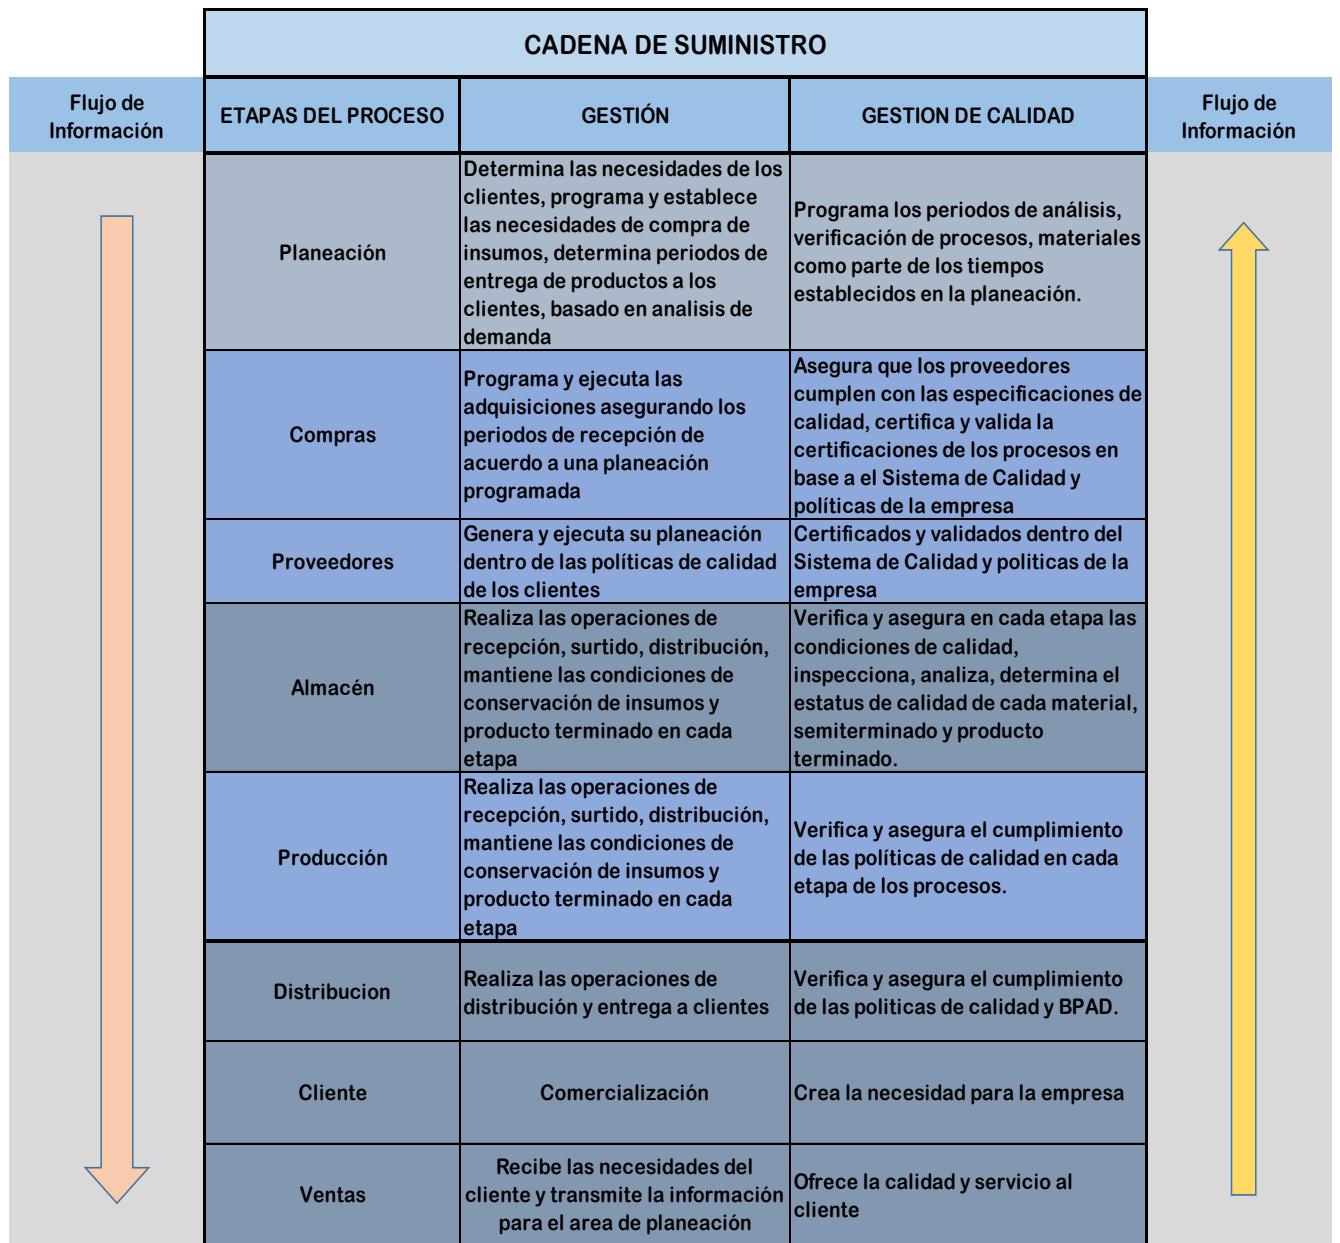 CADENA DE SUMINISTRO
Flujo de
Información
ETAPAS DEL PROCESO
GESTIÓN
GESTION DE CALIDAD
Flujo de
Información
Planeación
Determina las necesidades de los
clientes, programa y establece
las necesidades de compra de
insumos, determina periodos de
entrega de productos a los
clientes, basado en analisis de
demanda
Programa los periodos de análisis,
verificación de procesos, materiales
como parte de los tiempos
establecidos en la planeación.
Compras
Programa y ejecuta las
adquisiciones asegurando los
periodos de recepción de
acuerdo a una planeación
programada
Asegura que los proveedores
cumplen con las especificaciones de
calidad, certifica y valida la
certificaciones de los procesos en
base a el Sistema de Calidad y
políticas de la empresa
Proveedores
Genera y ejecuta su planeación
dentro de las políticas de calidad
de los clientes
Certificados y validados dentro del
Sistema de Calidad y politicas de la
empresa
Almacén
Realiza las operaciones de
recepción, surtido, distribución,
mantiene las condiciones de
conservación de insumos y
producto terminado en cada
etapa
Verifica y asegura en cada etapa las
condiciones de calidad,
inspecciona, analiza, determina el
estatus de calidad de cada material,
semiterminado y producto
terminado.
Producción
Realiza las operaciones de
recepción, surtido, distribución,
mantiene las condiciones de
conservación de insumos y
producto terminado en cada
etapa
Verifica y asegura el cumplimiento
de las políticas de calidad en cada
etapa de los procesos.
Distribucion
Realiza las operaciones de
distribución y entrega a clientes
Verifica y asegura el cumplimiento
de las politicas de calidad y BPAD.
Cliente
Comercialización
Crea la necesidad para la empresa
Ventas
Recibe las necesidades del
cliente y transmite la información
para el area de planeación
Ofrece la calidad y servicio al
cliente